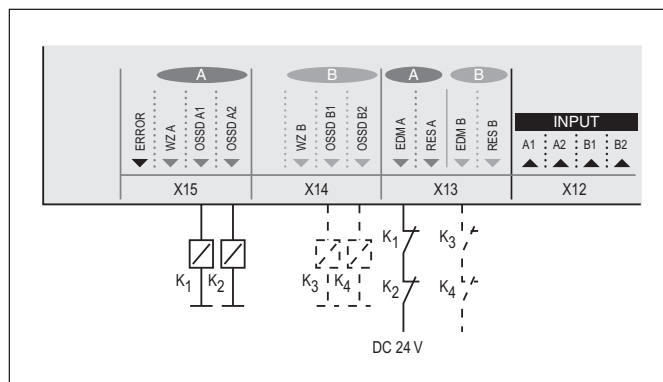 A B A B
ERROR WZ A OSSD A1 OSSD A2 WZ B OSSD B1 OSSD B2 EDM A RES A EDM B RES B
INPUT
A1 A2 B1 B2
X15 X14 X13 X12
K1 K2 K3 K4 K1 K3
K2 K4
DC 24 V